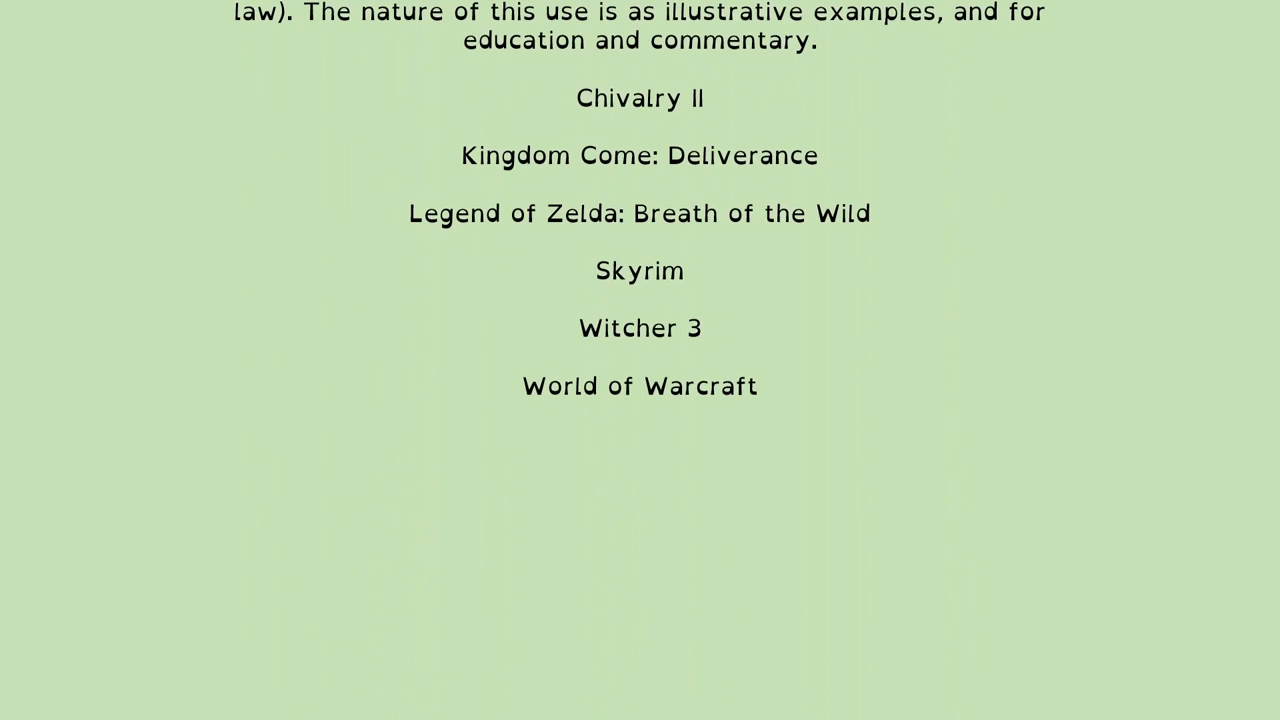 law). The nature of this use is as illustrative examples, and for
education and commentary.
Chivalry II
Kingdom Come: Deliverance
Legend of Zelda: Breath of the Wild
Skyrim
Witcher 3
World of Warcraft